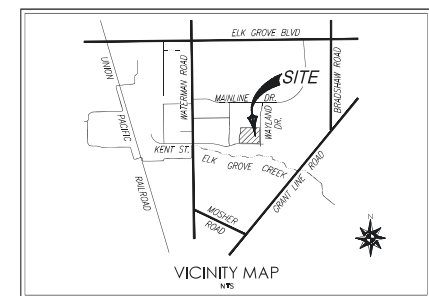 ELK GROVE BLVD
UNION
PACIFIC
RAILROAD
WATERMAN ROAD
BRADSHAW ROAD
SITE
MAINLINE DR.
WAYLAND
DR.
KENT ST.
ELK GROVE CREEK
GRANT LINE ROAD
MOSHER
ROAD
N
VICINITY MAP
NTS